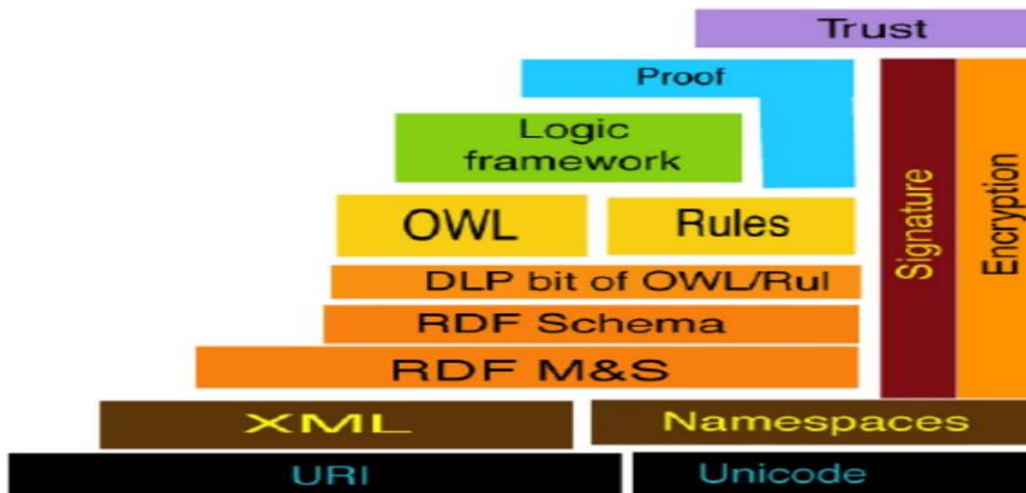 Trust
Proof
Logic
framework
Signature
Encryption
OWL
Rules
DLP bit of OWL/Rul
RDF Schema
RDF M&S
XML
Namespaces
URI
Unicode